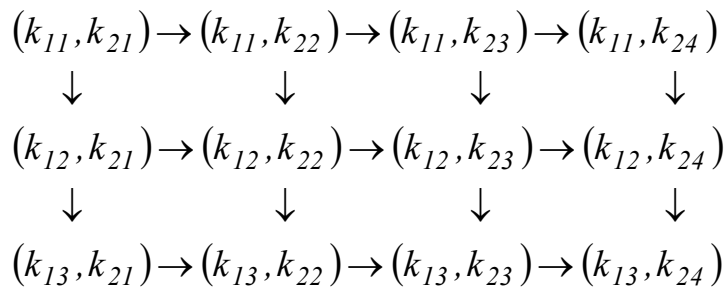 (k₁₁,k₂₁)→(k₁₁,k₂₂)→(k₁₁,k₂₃)→(k₁₁,k₂₄)
↓ ↓ ↓ ↓
(k₁₂,k₂₁)→(k₁₂,k₂₂)→(k₁₂,k₂₃)→(k₁₂,k₂₄)
↓ ↓ ↓ ↓
(k₁₃,k₂₁)→(k₁₃,k₂₂)→(k₁₃,k₂₃)→(k₁₃,k₂₄)